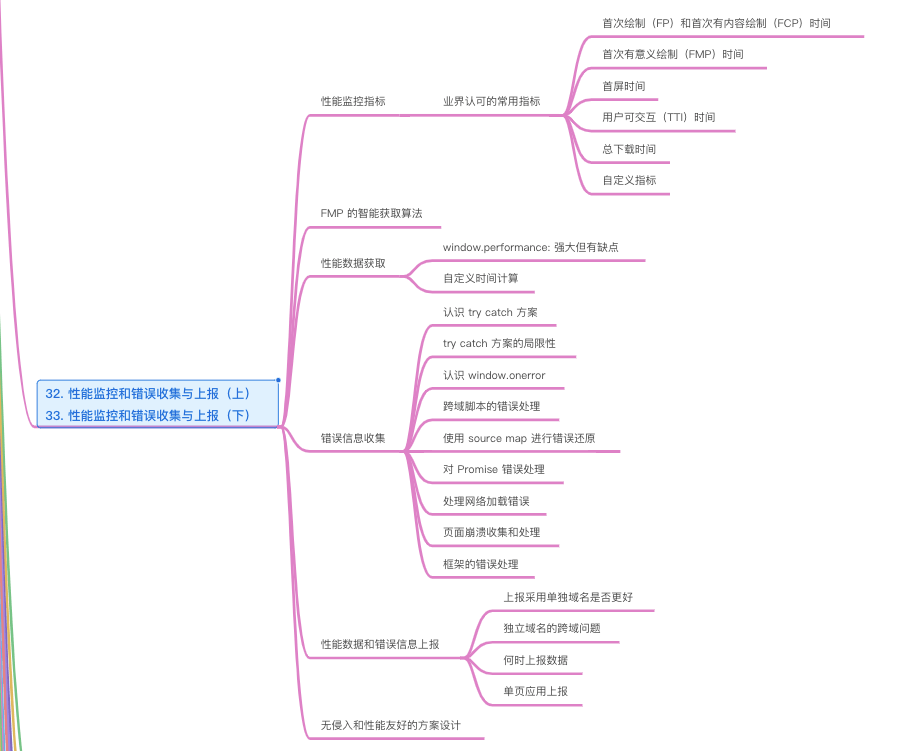 32. 性能监控和错误收集与上报（上）
33. 性能监控和错误收集与上报（下）
性能监控指标
业界认可的常用指标
首次绘制（FP）和首次有内容绘制（FCP）时间
首次有意义绘制（FMP）时间
首屏时间
用户可交互（TTI）时间
总下载时间
自定义指标
FMP 的智能获取算法
性能数据获取
window.performance: 强大但有缺点
自定义时间计算
错误信息收集
认识 try catch 方案
try catch 方案的局限性
认识 window.onerror
跨域脚本的错误处理
使用 source map 进行错误还原
对 Promise 错误处理
处理网络加载错误
页面崩溃收集和处理
框架的错误处理
性能数据和错误信息上报
上报采用单独域名是否更好
独立域名的跨域问题
何时上报数据
单页应用上报
无侵入和性能友好的方案设计